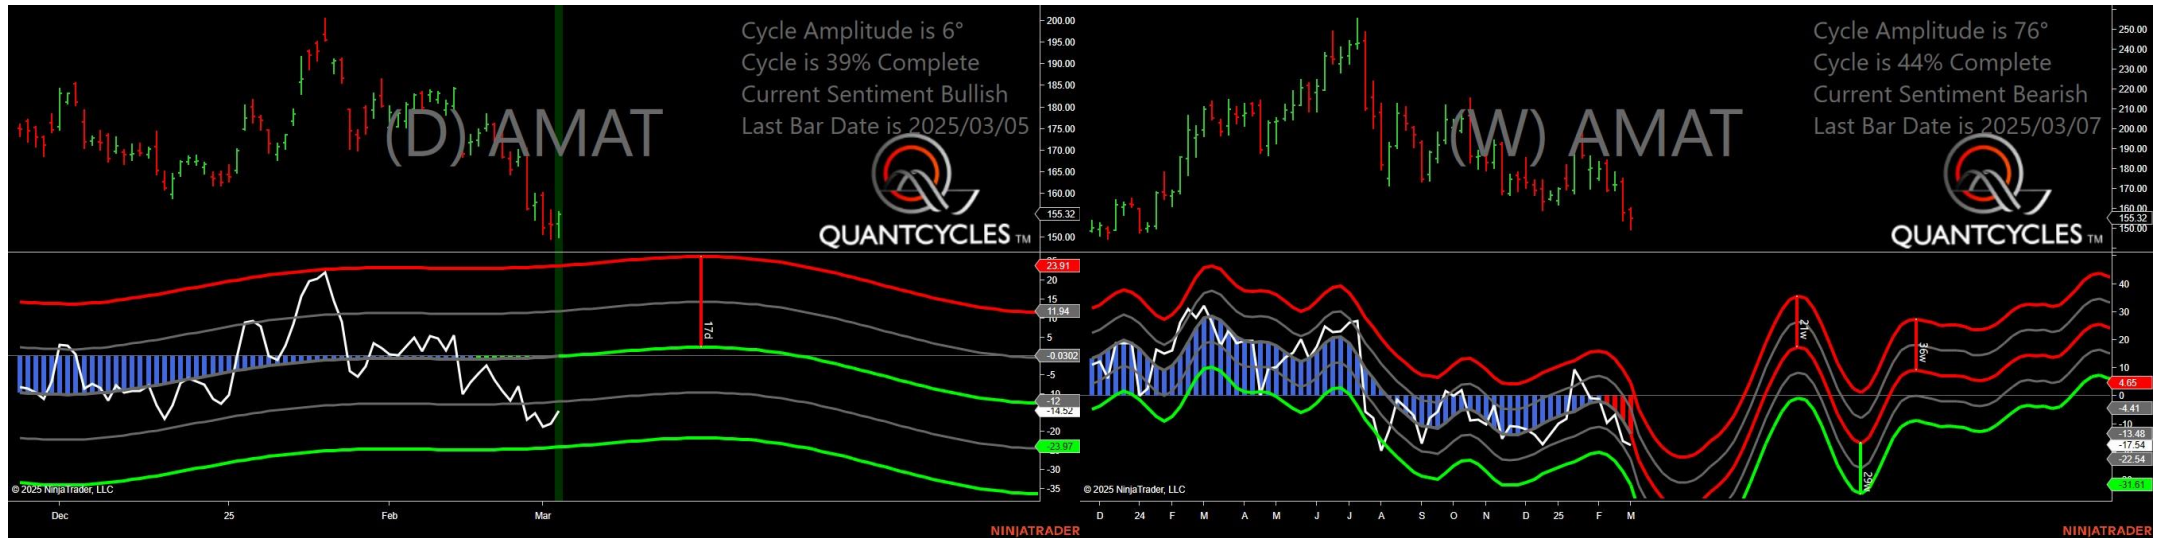 Cycle Amplitude is 6°
Cycle is 39% Complete
Current Sentiment Bullish
Last Bar Date is 2025/03/05
(D) AMAT
QUANTCYCLES TM
200.00
195.00
190.00
185.00
180.00
175.00
170.00
165.00
160.00
155.32
150.00
23.91
20
15
11.94
10
5
-0.0302
-5
-10
-12
-14.52
-20
-23.97
-30
-35
17d
© 2025 NinjaTrader, LLC
Dec 25 Feb Mar
NINJATRADER
Cycle Amplitude is 76°
Cycle is 44% Complete
Current Sentiment Bearish
Last Bar Date is 2025/03/07
(W) AMAT
QUANTCYCLES TM
250.00
240.00
230.00
220.00
210.00
200.00
190.00
180.00
170.00
160.00
155.32
150.00
40
30
20
10
4.65
0
-4.41
-10
-13.48
-17.54
-22.54
-31.61
21w
36w
29w
© 2025 NinjaTrader, LLC
D 24 F M A M J J A S O N D 25 F M
NINJATRADER